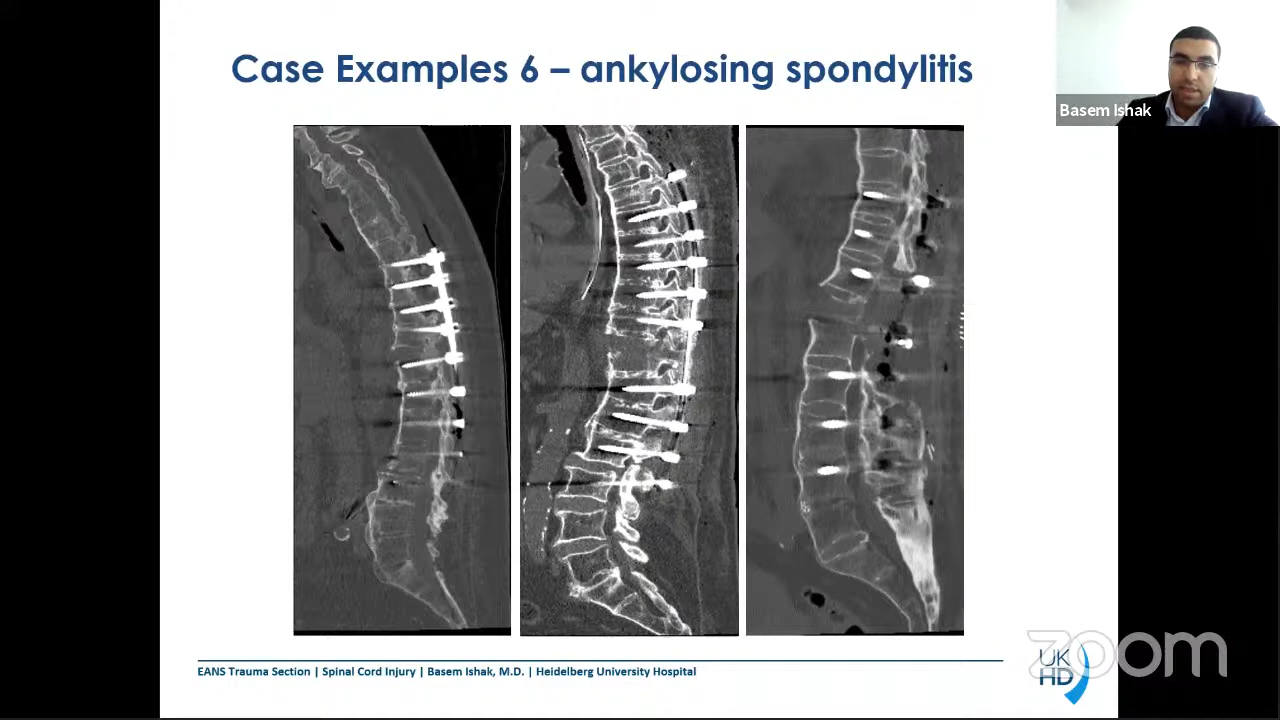 Case Examples 6 – ankylosing spondylitis
Basem Ishak
EANS Trauma Section | Spinal Cord Injury | Basem Ishak, M.D. | Heidelberg University Hospital
UK
HD
zoom